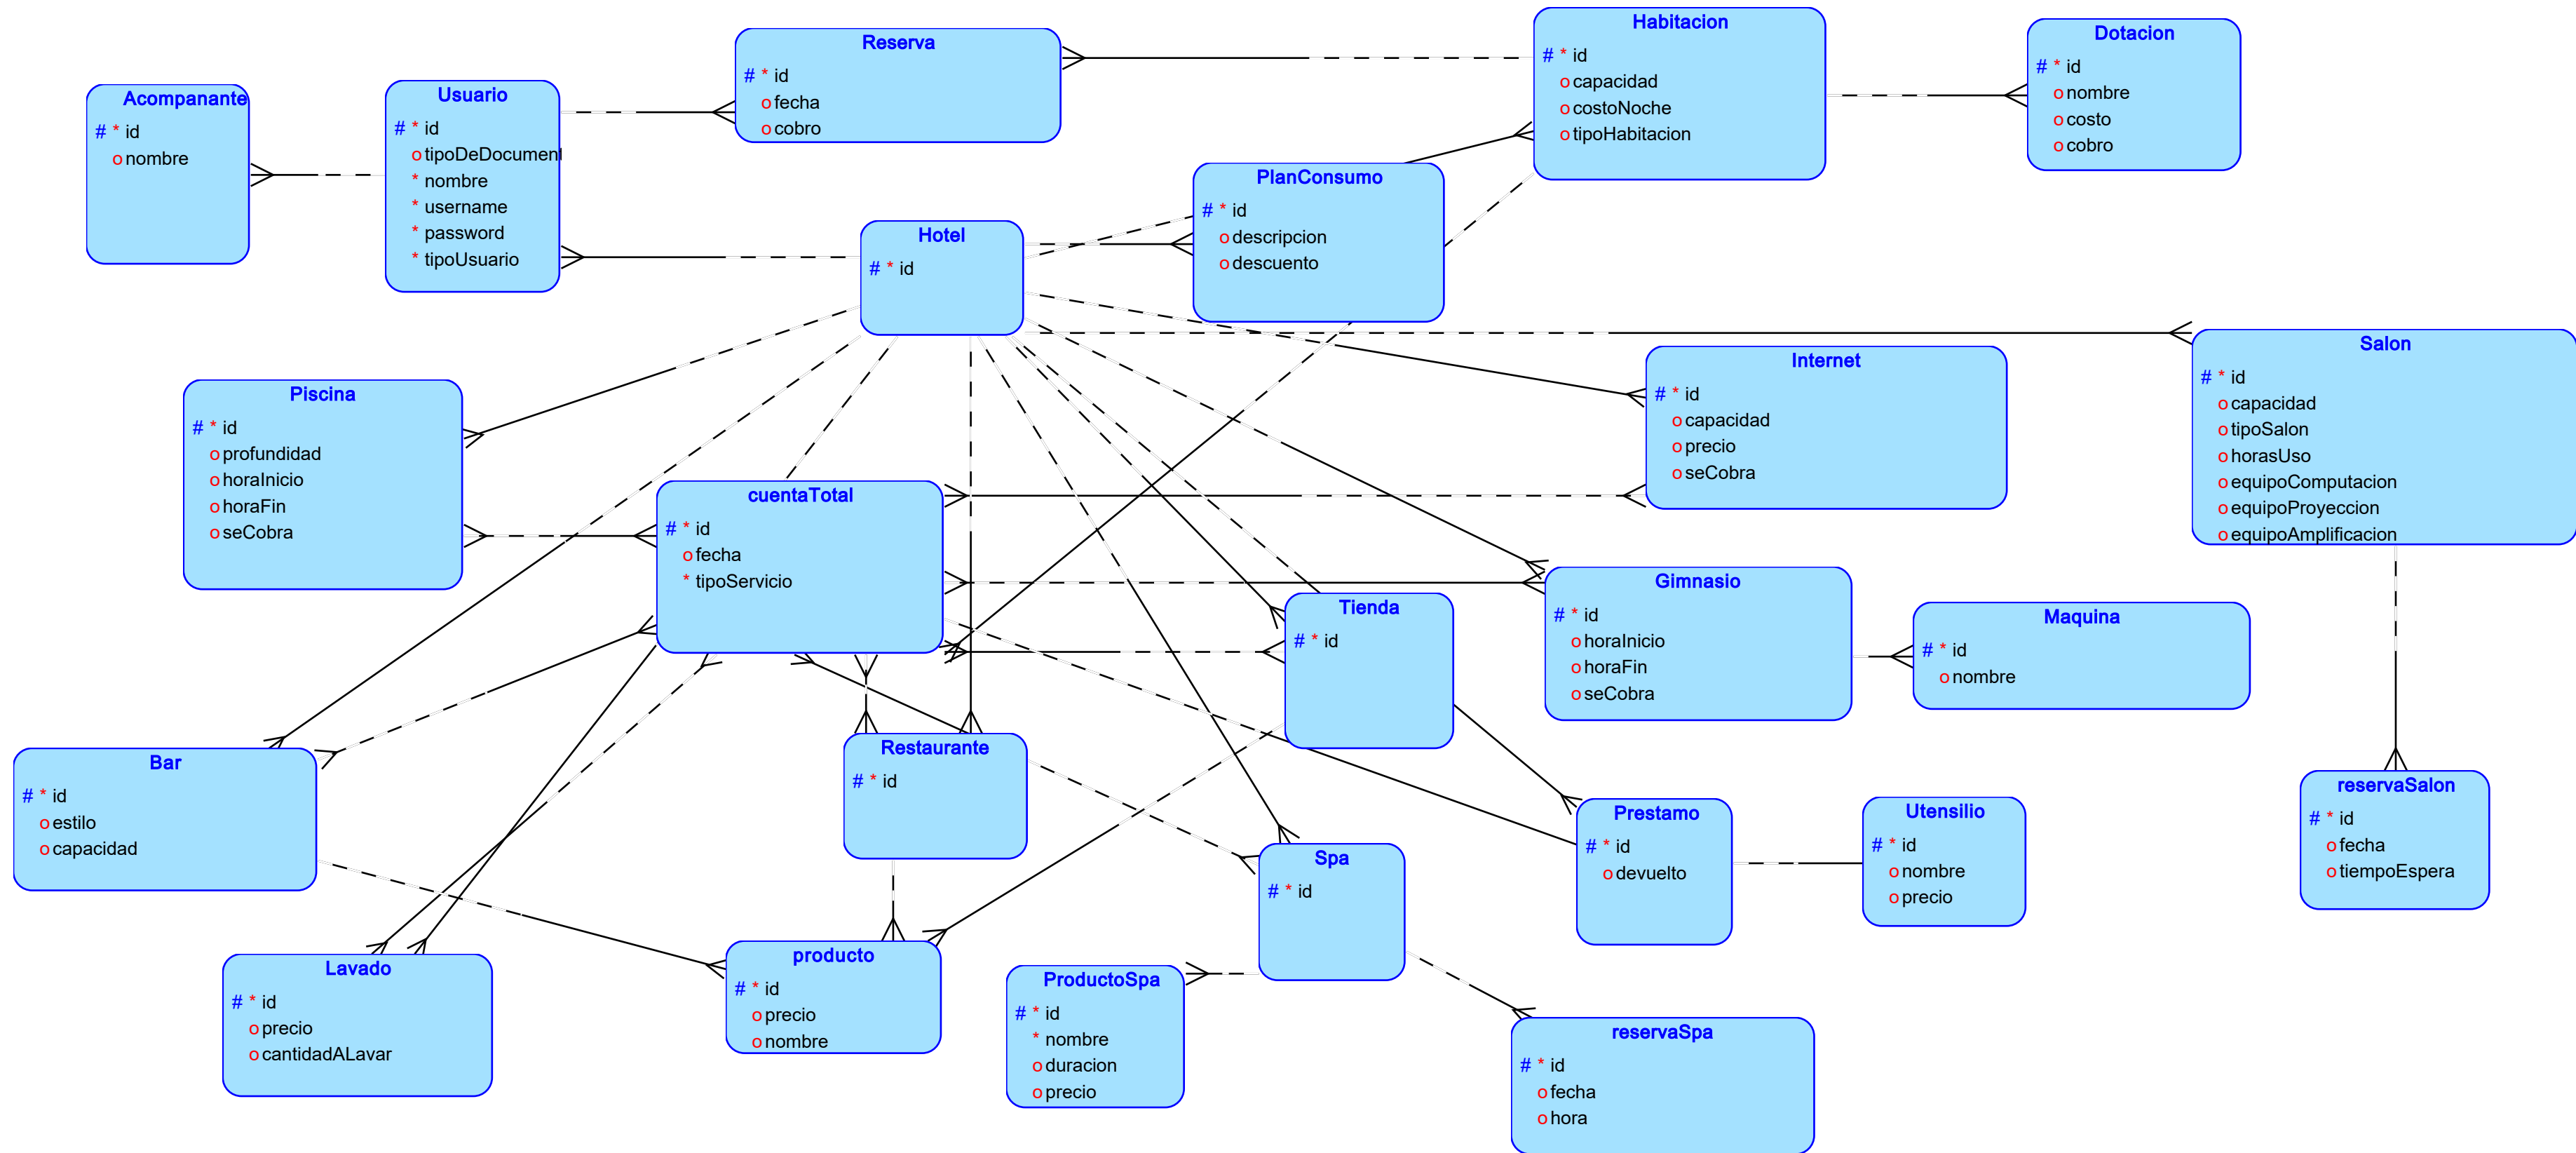 Acompanante
# * id
o nombre
Usuario
# * id
o tipoDeDocument
* nombre
* username
* password
* tipoUsuario
Reserva
# * id
o fecha
o cobro
Habitacion
# * id
o capacidad
o costoNoche
o tipoHabitacion
Dotacion
# * id
o nombre
o costo
o cobro
PlanConsumo
# * id
o descripcion
o descuento
Hotel
# * id
Piscina
# * id
o profundidad
o horaInicio
o horaFin
o seCobra
cuentaTotal
# * id
o fecha
* tipoServicio
Internet
# * id
o capacidad
o precio
o seCobra
Salon
# * id
o capacidad
o tipoSalon
o horasUso
o equipoComputacion
o equipoProyeccion
o equipoAmplificacion
Gimnasio
# * id
o horaInicio
o horaFin
o seCobra
Maquina
# * id
o nombre
Tienda
# * id
Bar
# * id
o estilo
o capacidad
Restaurante
# * id
Prestamo
# * id
o devuelto
Utensilio
# * id
o nombre
o precio
reservaSalon
# * id
o fecha
o tiempoEspera
Spa
# * id
Lavado
# * id
o precio
o cantidadALavar
producto
# * id
o precio
o nombre
ProductoSpa
# * id
* nombre
o duracion
o precio
reservaSpa
# * id
o fecha
o hora